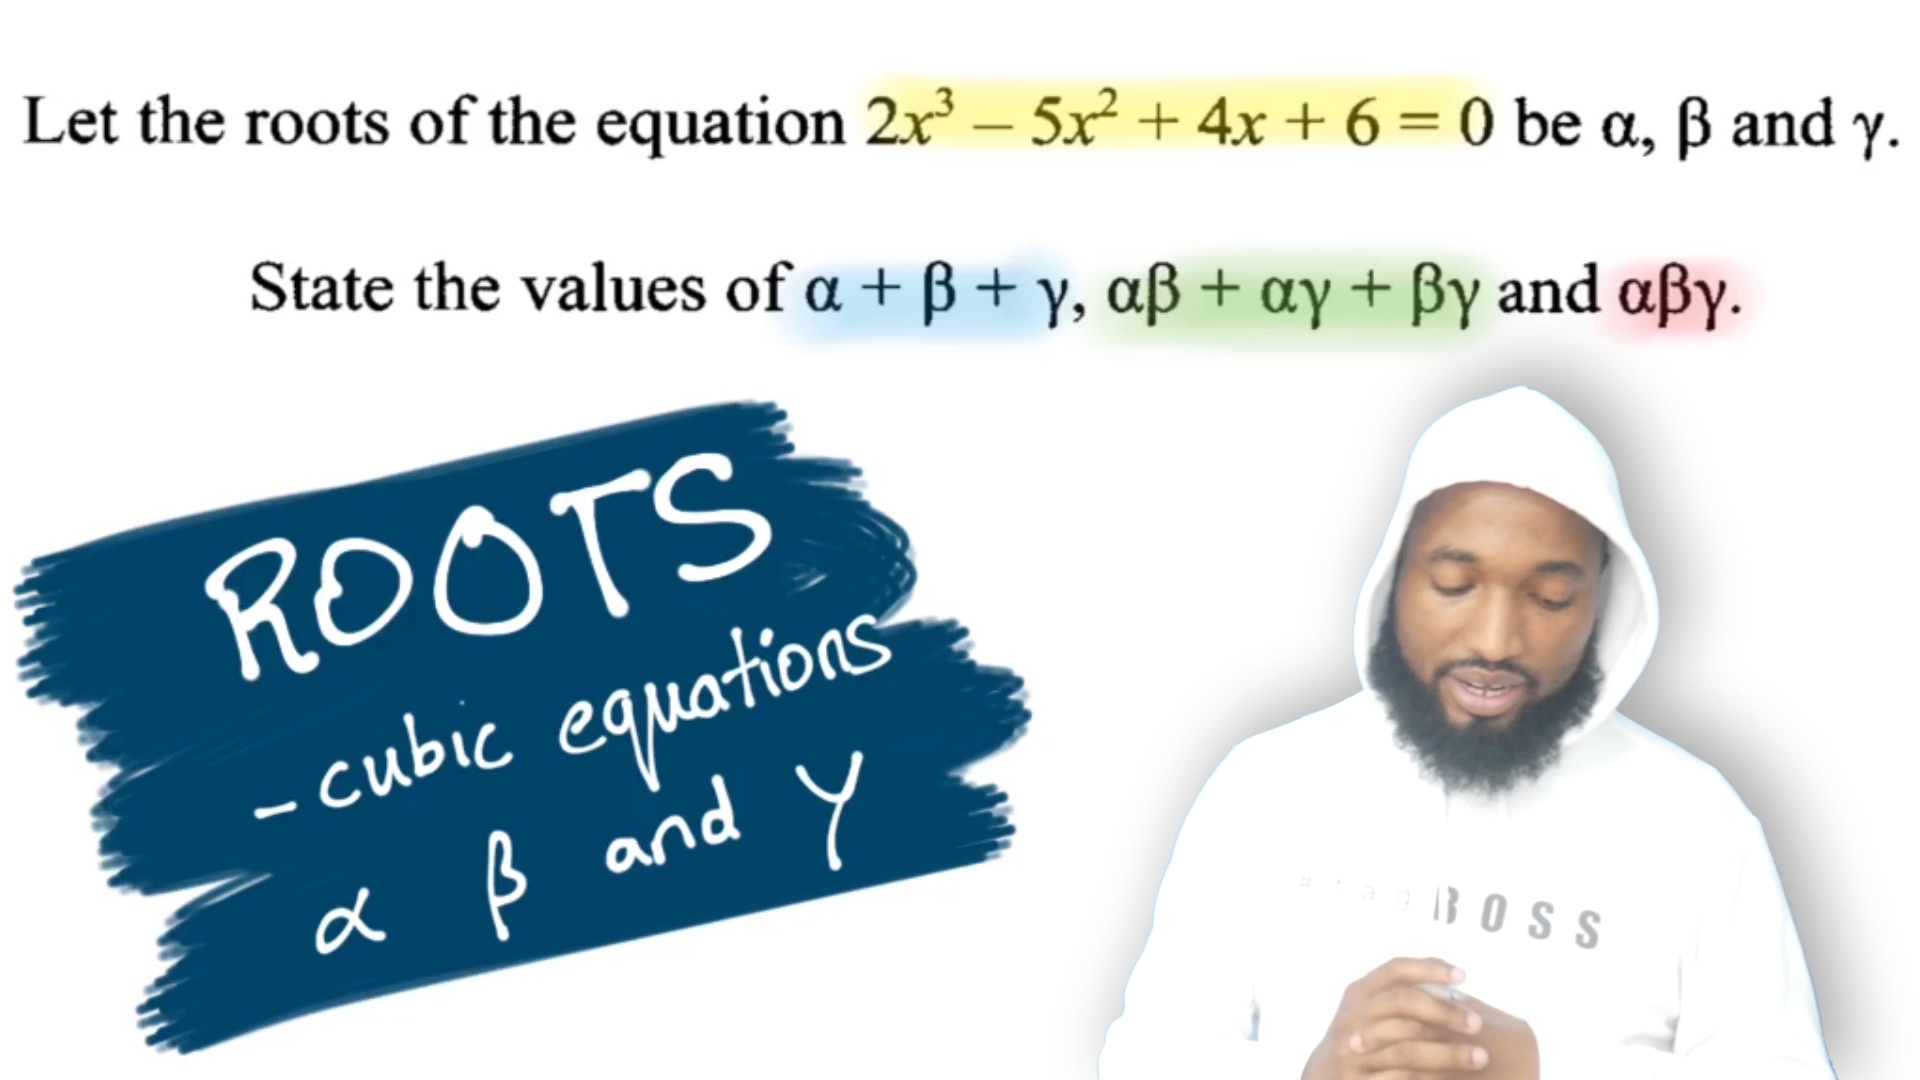 Let the roots of the equation 2x³ – 5x² + 4x + 6 = 0 be α, β and γ.
State the values of α + β + γ, αβ + αγ + βγ and αβγ.
ROOTS
- cubic equations
α β and γ
#tagBOSS